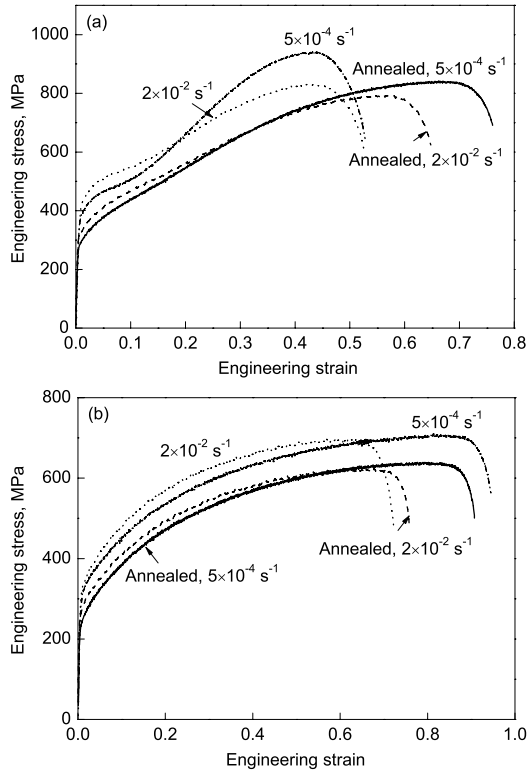 (a)
5×10⁻⁴ s⁻¹
Annealed, 5×10⁻⁴ s⁻¹
2×10⁻² s⁻¹
Annealed, 2×10⁻² s⁻¹
Engineering stress, MPa
1000
800
600
400
200
0
0.0 0.1 0.2 0.3 0.4 0.5 0.6 0.7 0.8
Engineering strain
(b)
5×10⁻⁴ s⁻¹
2×10⁻² s⁻¹
Annealed, 2×10⁻² s⁻¹
Annealed, 5×10⁻⁴ s⁻¹
Engineering stress, MPa
800
600
400
200
0
0.0 0.2 0.4 0.6 0.8 1.0
Engineering strain